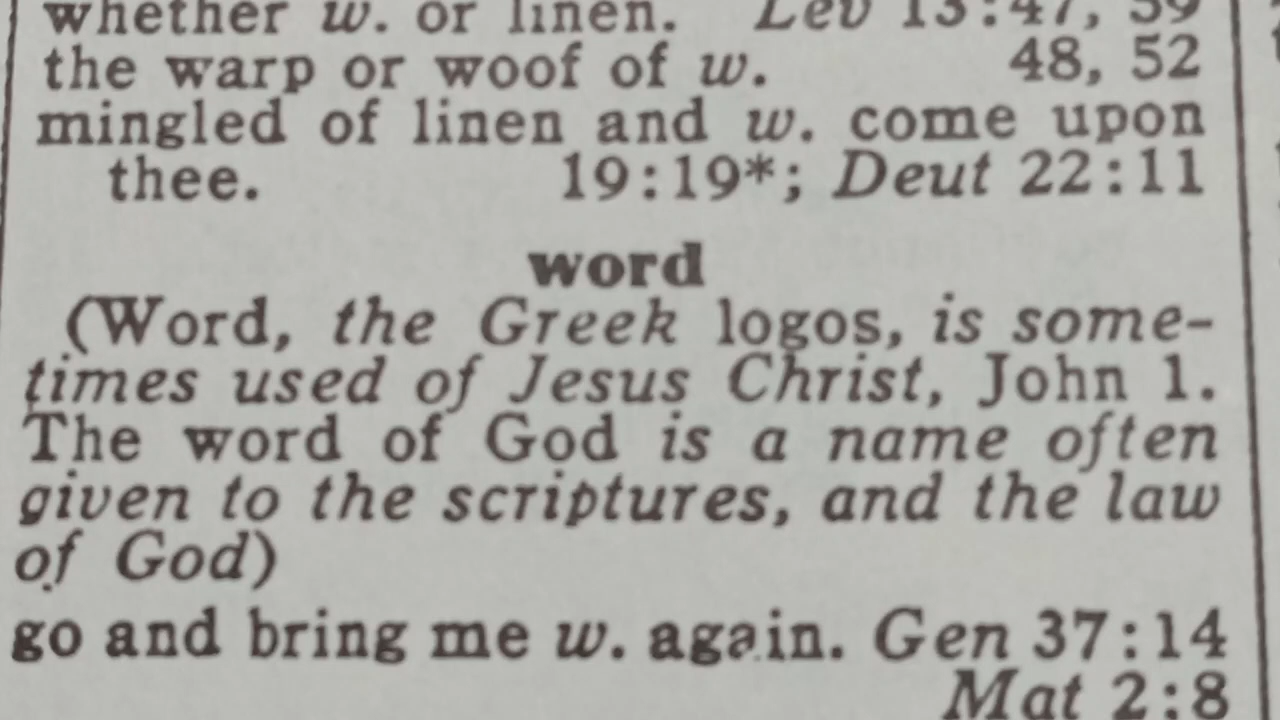 whether w. or linen. Lev 13:47, 59
the warp or woof of w. 48, 52
mingled of linen and w. come upon
thee. 19:19*; Deut 22:11
word
(Word, the Greek logos, is some-
times used of Jesus Christ, John 1.
The word of God is a name often
given to the scriptures, and the law
of God)
go and bring me w. again. Gen 37:14
Mat 2:8